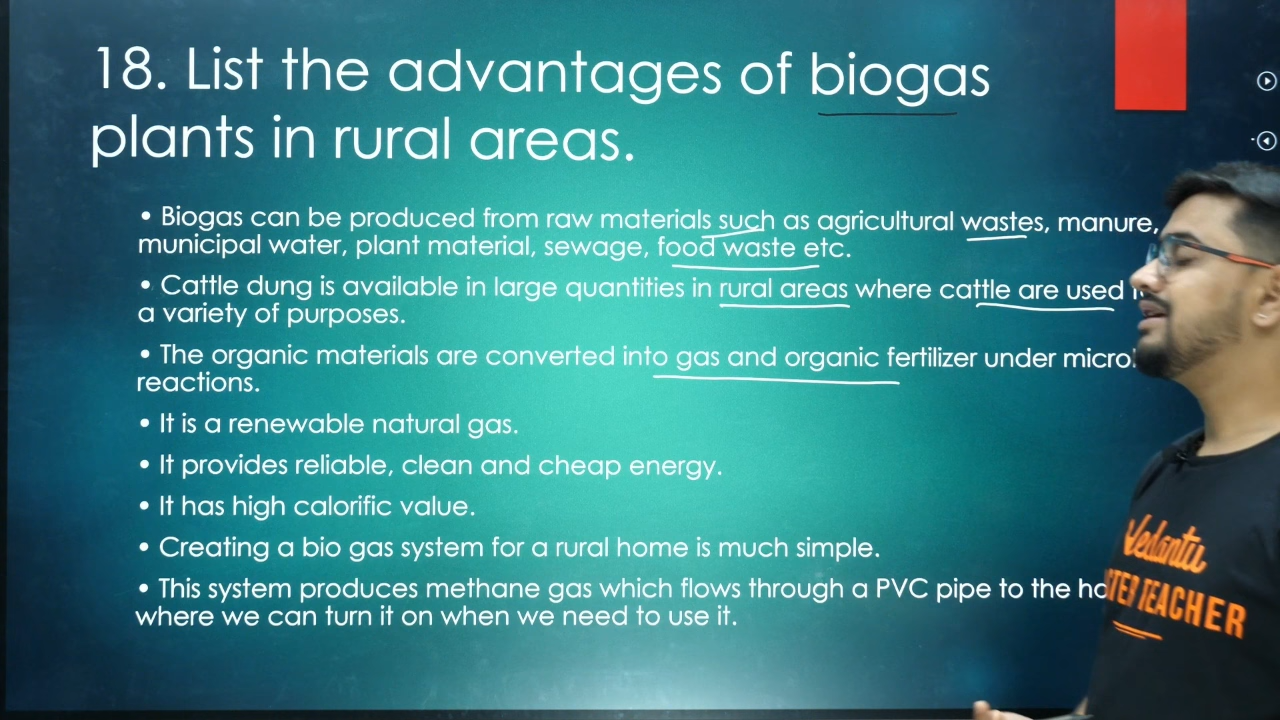 18. List the advantages of biogas
plants in rural areas.
• Biogas can be produced from raw materials such as agricultural wastes, manure,
municipal water, plant material, sewage, food waste etc.
• Cattle dung is available in large quantities in rural areas where cattle are used
a variety of purposes.
• The organic materials are converted into gas and organic fertilizer under
reactions.
• It is a renewable natural gas.
• It provides reliable, clean and cheap energy.
• It has high calorific value.
• Creating a bio gas system for a rural home is much simple.
• This system produces methane gas which flows through a PVC pipe to the
where we can turn it on when we need to use it.
Vedantu
TEACHER